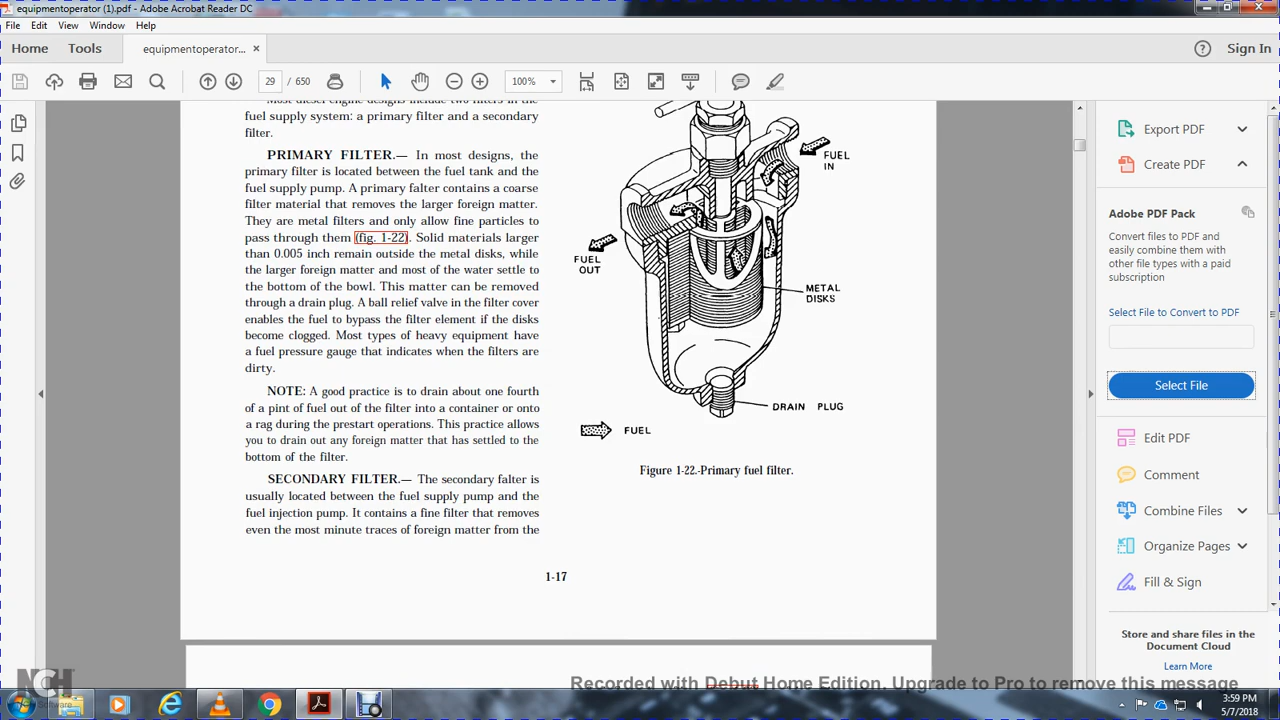 equipmentoperator (1).pdf - Adobe Acrobat Reader DC
File Edit View Window Help
Home Tools equipmentoperator... × Sign In
29 / 650 100%
Most diesel engine designs include two filters in the
fuel supply system: a primary filter and a secondary
filter.
PRIMARY FILTER.— In most designs, the
primary filter is located between the fuel tank and the
fuel supply pump. A primary falter contains a coarse
filter material that removes the larger foreign matter.
They are metal filters and only allow fine particles to
pass through them (fig. 1-22). Solid materials larger
than 0.005 inch remain outside the metal disks, while
the larger foreign matter and most of the water settle to
the bottom of the bowl. This matter can be removed
through a drain plug. A ball relief valve in the filter cover
enables the fuel to bypass the filter element if the disks
become clogged. Most types of heavy equipment have
a fuel pressure gauge that indicates when the filters are
dirty.
NOTE: A good practice is to drain about one fourth
of a pint of fuel out of the filter into a container or onto
a rag during the prestart operations. This practice allows
you to drain out any foreign matter that has settled to the
bottom of the filter.
SECONDARY FILTER.— The secondary falter is
usually located between the fuel supply pump and the
fuel injection pump. It contains a fine filter that removes
even the most minute traces of foreign matter from the
FUEL
IN
FUEL
OUT
METAL
DISKS
DRAIN PLUG
FUEL
Figure 1-22.-Primary fuel filter.
1-17
Export PDF
Create PDF
Adobe PDF Pack
Convert files to PDF and
easily combine them with
other file types with a paid
subscription
Select File to Convert to PDF
Select File
Edit PDF
Comment
Combine Files
Organize Pages
Fill & Sign
Store and share files in the
Document Cloud
Learn More
NCH
Software
Recorded with Debut Home Edition. Upgrade to Pro to remove this message
3:59 PM
5/7/2018